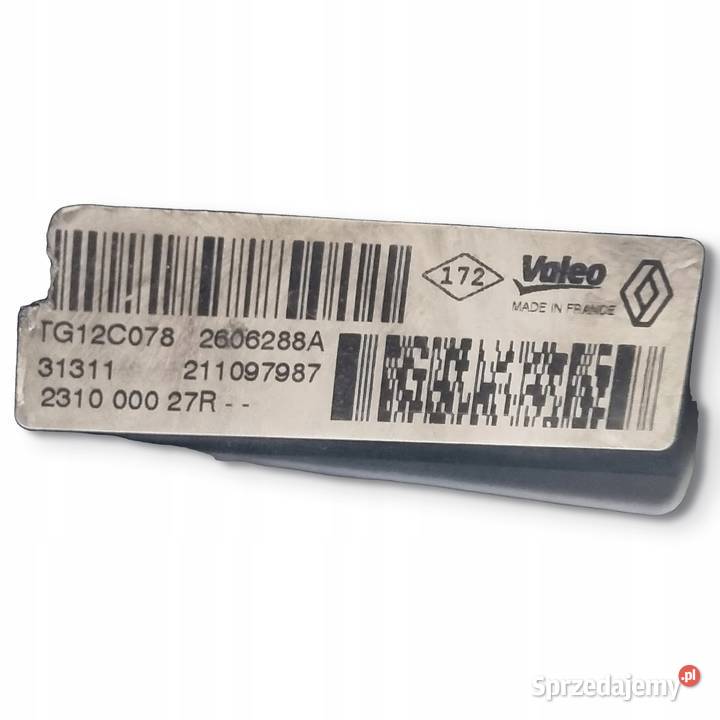 172 Valeo
MADE IN FRANCE
TG12C078 2606288A
31311 211097987
2310 000 27R - -
Sprzedajemy.pl